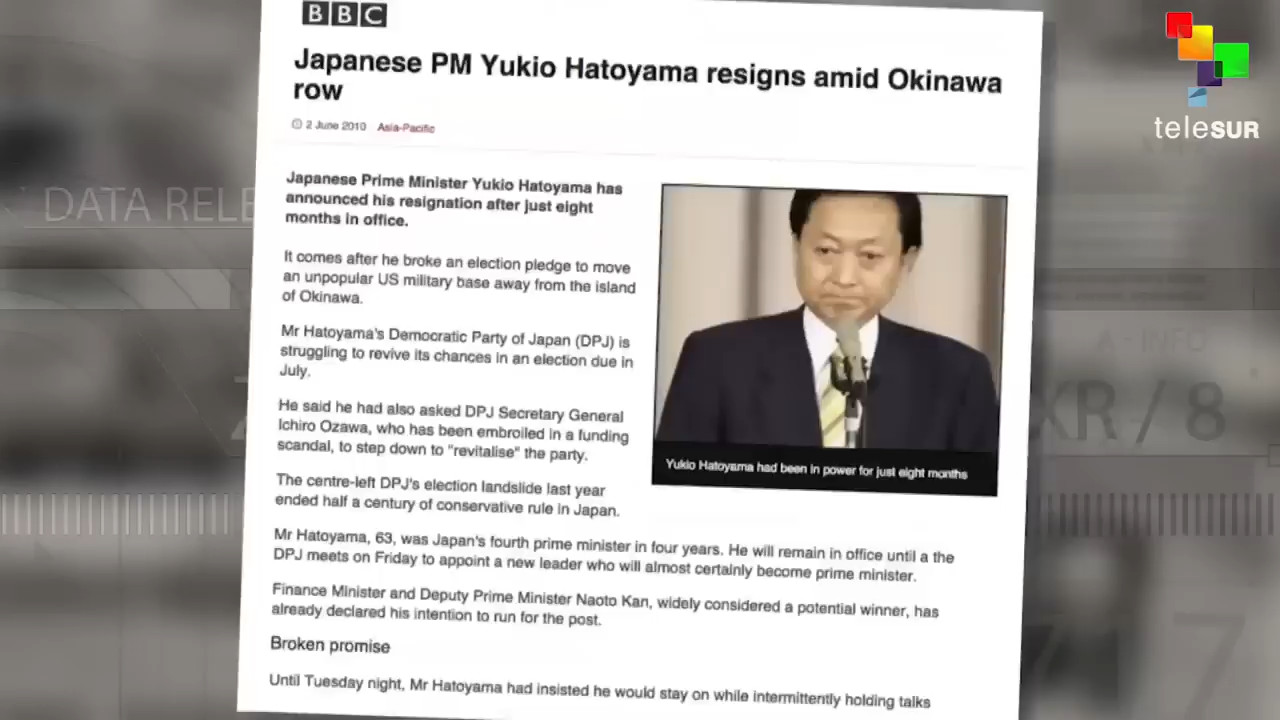 BBC
Japanese PM Yukio Hatoyama resigns amid Okinawa
row
2 June 2010 Asia-Pacific
Japanese Prime Minister Yukio Hatoyama has
announced his resignation after just eight
months in office.
It comes after he broke an election pledge to move
an unpopular US military base away from the island
of Okinawa.
Mr Hatoyama's Democratic Party of Japan (DPJ) is
struggling to revive its chances in an election due in
July.
He said he had also asked DPJ Secretary General
Ichiro Ozawa, who has been embroiled in a funding
scandal, to step down to "revitalise" the party.
The centre-left DPJ's election landslide last year
ended half a century of conservative rule in Japan.
Yukio Hatoyama had been in power for just eight months
Mr Hatoyama, 63, was Japan's fourth prime minister in four years. He will remain in office until a the
DPJ meets on Friday to appoint a new leader who will almost certainly become prime minister.
Finance Minister and Deputy Prime Minister Naoto Kan, widely considered a potential winner, has
already declared his intention to run for the post.
Broken promise
Until Tuesday night, Mr Hatoyama had insisted he would stay on while intermittently holding talks
teleSUR
DATA RELE
A - INFO
XR / 8